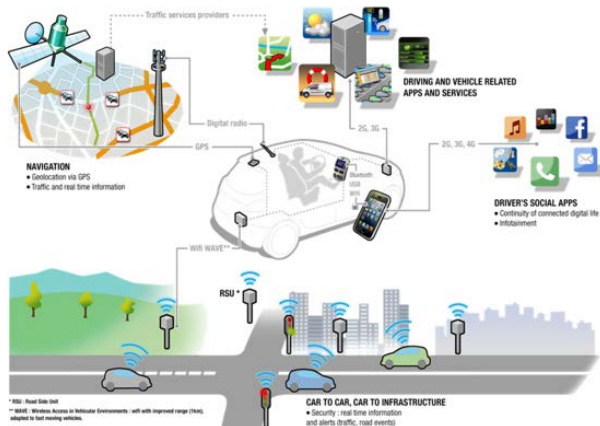 Traffic services providers
DRIVING AND VEHICLE RELATED
APPS AND SERVICES
Digital radio
GPS
2G, 3G
2G, 3G, 4G
Bluetooth
USB
Wifi
NAVIGATION
• Geolocation via GPS
• Traffic and real time information
DRIVER'S SOCIAL APPS
• Continuity of connected digital life
• Infotainment
Wifi WAVE**
RSU *
* RSU : Road Side Unit
** WAVE : Wireless Access in Vehicular Environments : wifi with improved range (1km),
adapted to fast moving vehicles.
CAR TO CAR, CAR TO INFRASTRUCTURE
• Security : real time information
and alerts (traffic, road events)